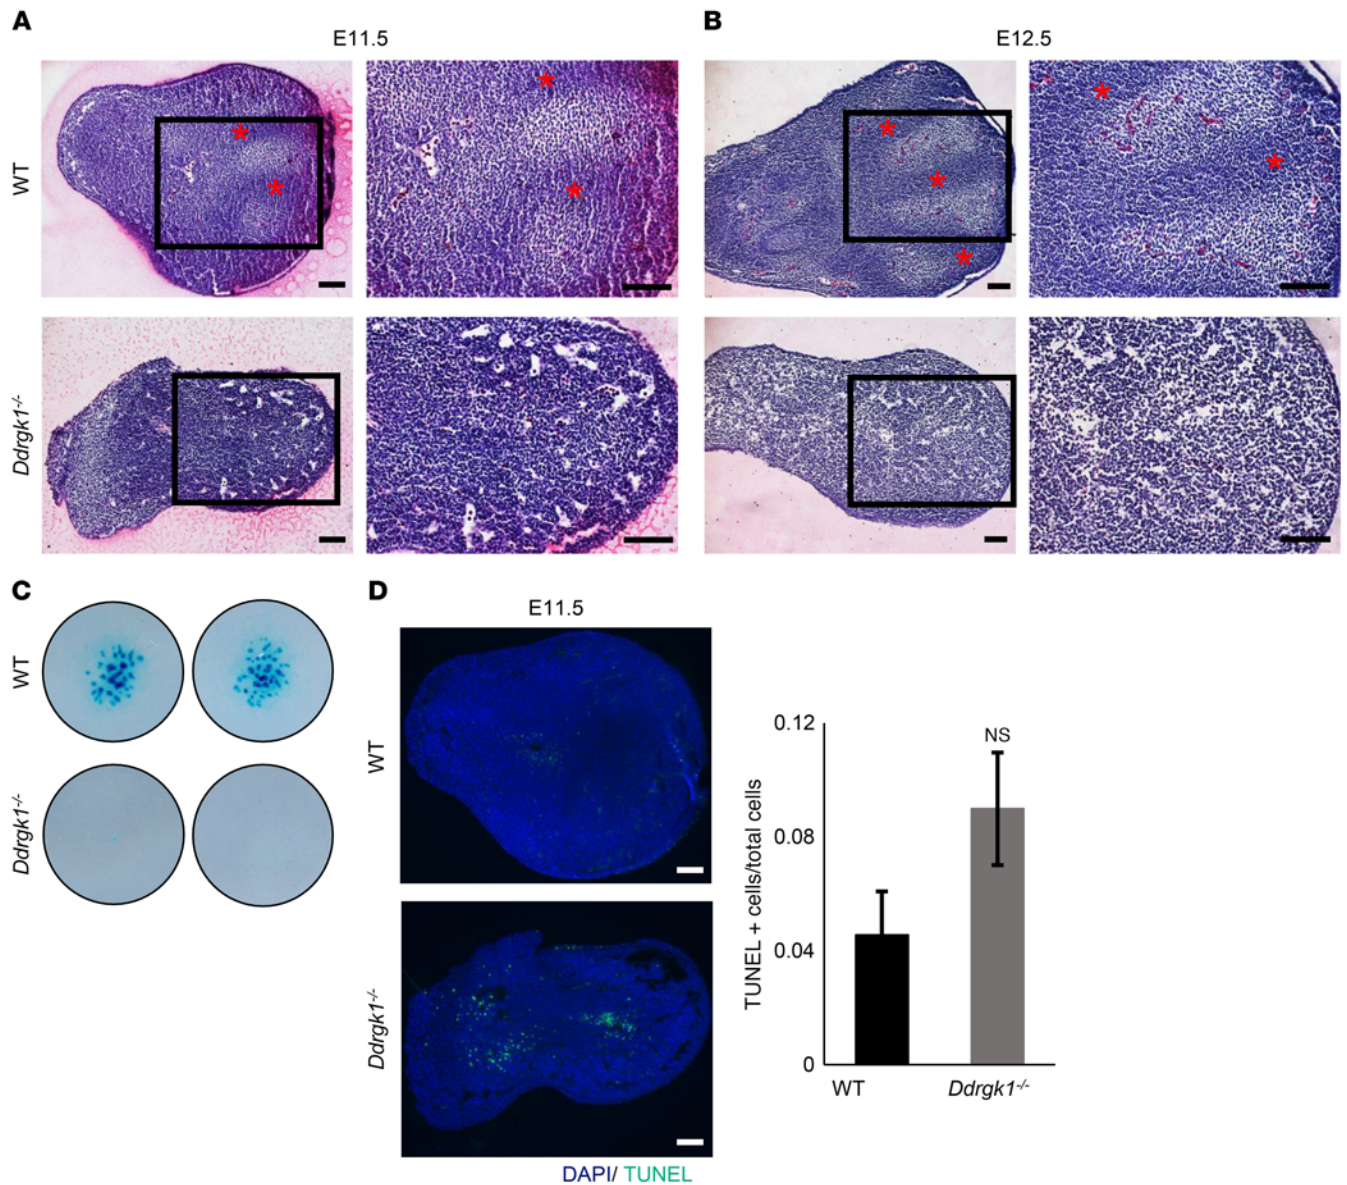 A
E11.5
B
E12.5
WT
Ddrgk1-/-
C
WT
Ddrgk1-/-
D
E11.5
WT
Ddrgk1-/-
DAPI/ TUNEL
TUNEL + cells/total cells
0.12
0.08
0.04
0
NS
WT
Ddrgk1-/-